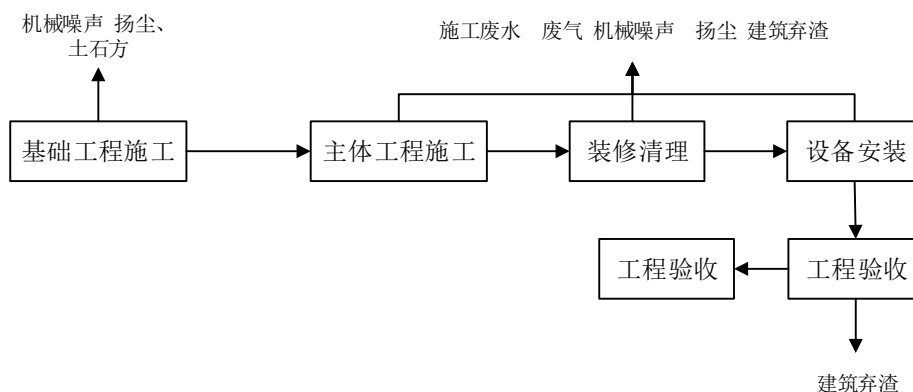 机械噪声 扬尘、
土石方
施工废水 废气 机械噪声 扬尘 建筑弃渣
基础工程施工
主体工程施工
装修清理
设备安装
工程验收
工程验收
建筑弃渣